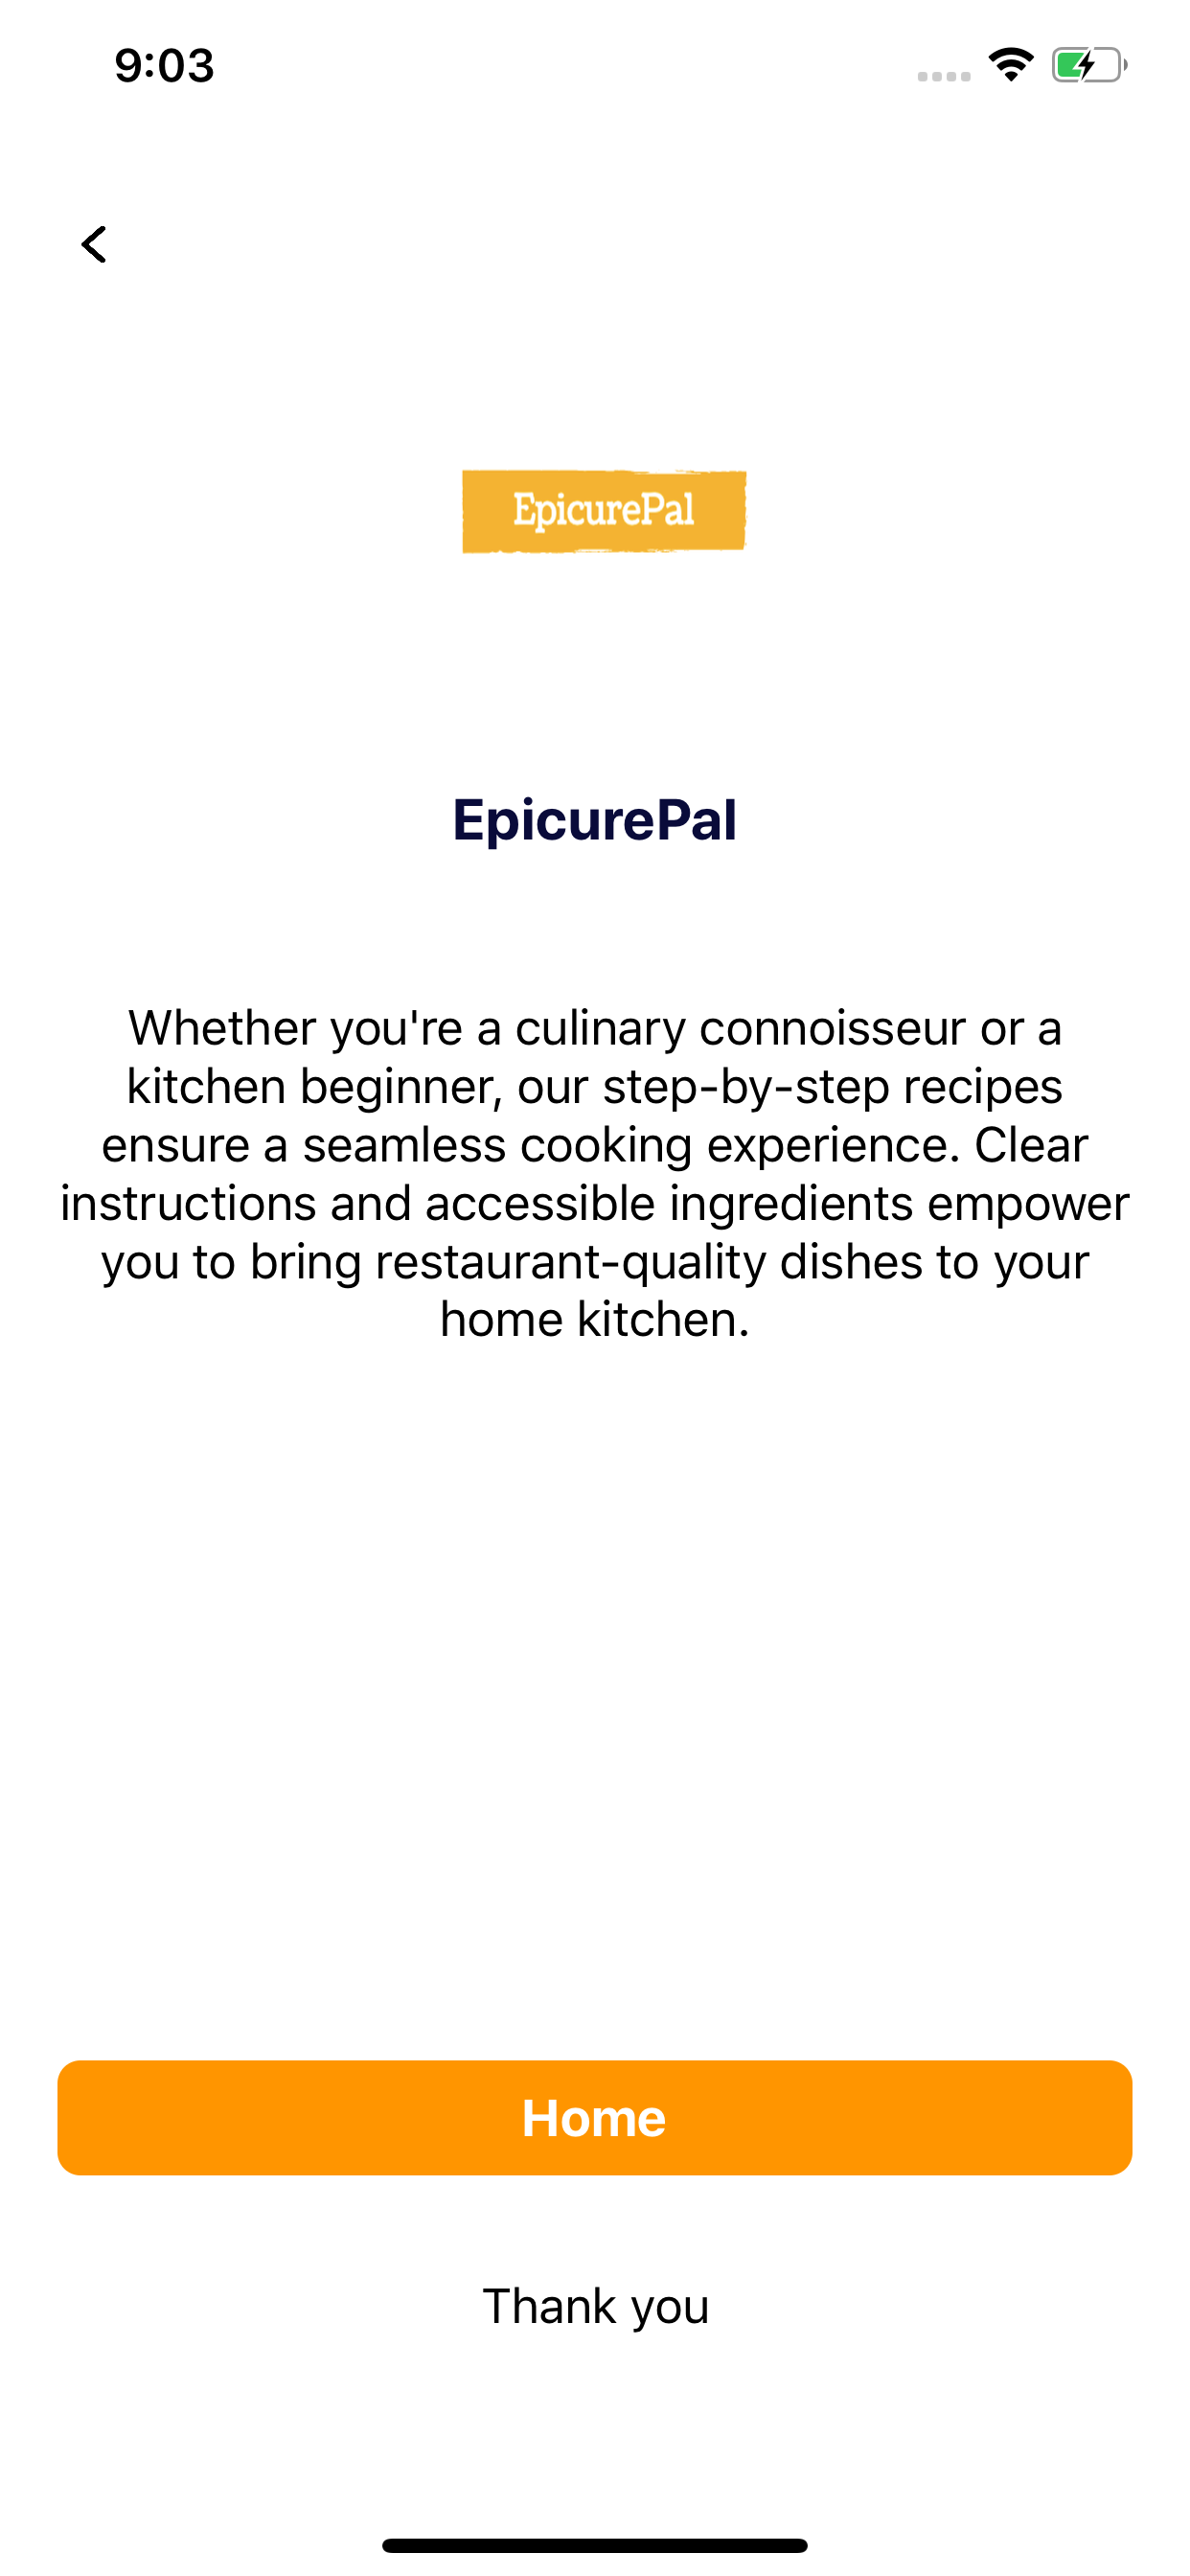 9:03
EpicurePal
EpicurePal
Whether you're a culinary connoisseur or a
kitchen beginner, our step-by-step recipes
ensure a seamless cooking experience. Clear
instructions and accessible ingredients empower
you to bring restaurant-quality dishes to your
home kitchen.
Home
Thank you